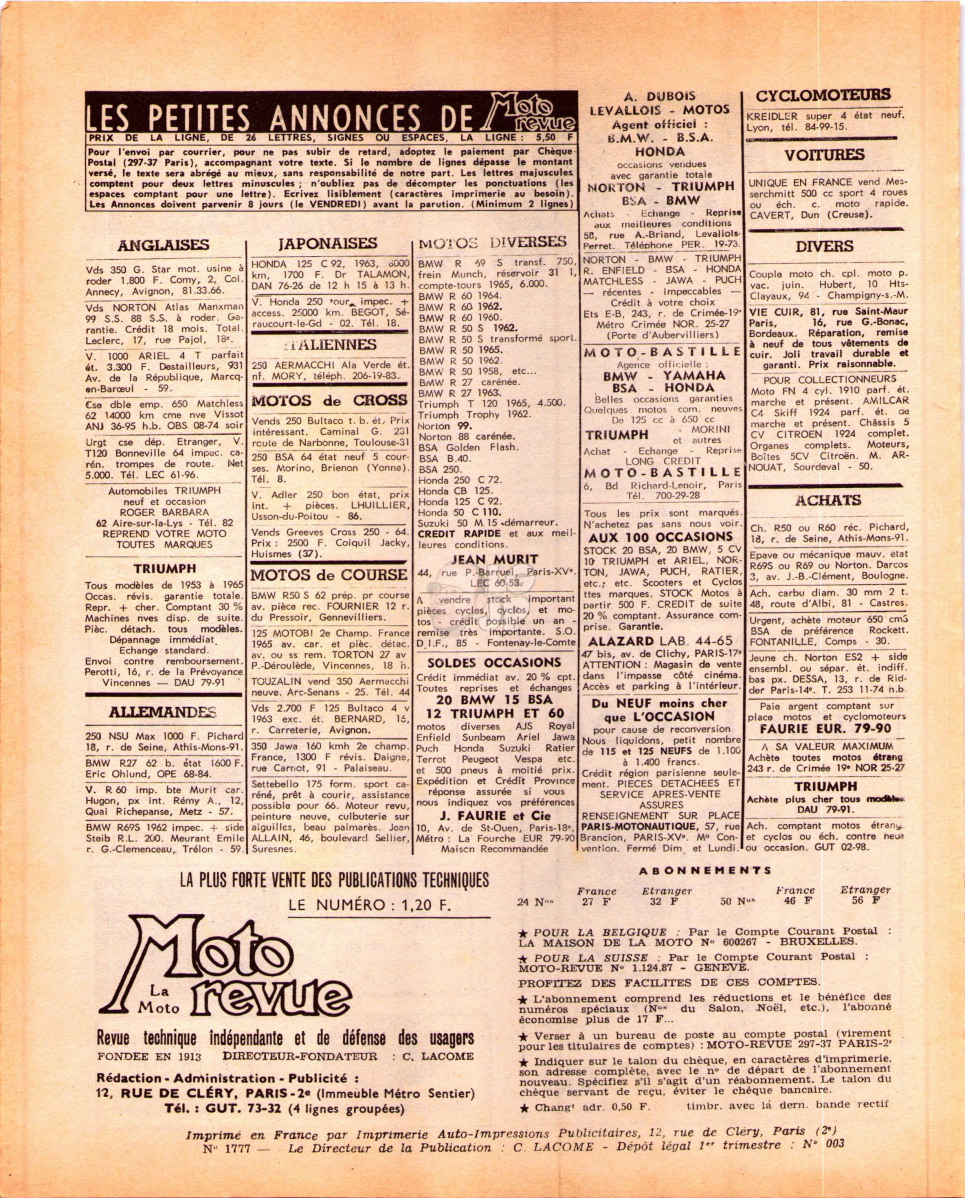 LES PETITES ANNONCES DE Moto revue
PRIX DE LA LIGNE, DE 26 LETTRES, SIGNES OU ESPACES, LA LIGNE : 5,50 F
Pour l'envoi par courrier, pour ne pas subir de retard, adoptez le paiement par Chèque-
Postal (297-37 Paris), accompagnant votre texte. Si le nombre de lignes dépasse le montant
versé, le texte sera abrégé au mieux, sans responsabilité de notre part. Les lettres majuscules
comptent pour deux lettres minuscules ; n'oubliez pas de décompter les ponctuations (les
espaces comptant pour une lettre). Ecrivez lisiblement (caractères imprimerie au besoin).
Les Annonces doivent parvenir 8 jours (le VENDREDI) avant la parution. (Minimum 2 lignes)
ANGLAISES
Vds 350 G. Star mot. usine à
roder 1.800 F. Comy, 2, Col.
Annecy, Avignon, 81.33.66.
Vds NORTON Atlas Manxman
99 S.S. 88 S.S. à roder. Ga-
rantie. Crédit 18 mois. Total.
Leclerc, 17, rue Pajol, 18e.
V. 1000 ARIEL 4 T parfait
ét. 3.300 F. Destailleurs, 931
Av. de la République, Marcq-
en-Barœul - 59.
Cse dble emp. 650 Matchless
62 14000 km cme nve Vissot
ANJ 36-95 h.b. OBS 08-74 soir
Urgt cse dép. Etranger, V.
T120 Bonneville 64 impec. ca-
rén. trompes de route. Net
5.000. Tél. LEC 61-96.
Automobiles TRIUMPH
neuf et occasion
ROGER BARBARA
62 Aire-sur-la-Lys - Tél. 82
REPREND VOTRE MOTO
TOUTES MARQUES
TRIUMPH
Tous modèles de 1953 à 1965
Occas. révis. garantie totale.
Repr. + cher. Comptant 30 %
Machines nves disp. de suite.
Pièc. détach. tous modèles.
Dépannage immédiat
Echange standard.
Envoi contre remboursement.
Perotti, 16, r. de la Prévoyance
Vincennes — DAU 79-91
ALLEMANDES
250 NSU Max 1000 F. Pichard
18, r. de Seine, Athis-Mons-91.
BMW R27 62 b. état 1600 F.
Eric Ohlund, OPE 68-84.
V. R 60 imp. bte Murit car.
Hugon, px int. Rémy A., 12,
Quai Richepanse, Metz - 57.
BMW R69S 1962 impec. + side
Steib R.L. 200. Meurant Emile
r. G.-Clemenceau, Trélon - 59.
JAPONAISES
HONDA 125 C 92, 1963, 6000
km, 1700 F. Dr TALAMON,
DAN 76-26 de 12 h 15 à 13 h.
V. Honda 250 tour. impec. +
access. 25000 km. BEGOT, Sé-
raucourt-le-Gd - 02. Tél. 18.
ITALIENNES
250 AERMACCHI Ala Verde ét.
nf. MORY, téléph. 206-19-83.
MOTOS de CROSS
Vends 250 Bultaco t. b. ét. Prix
intéressant. Caminal G. 231
route de Narbonne, Toulouse-31
250 BSA 64 état neuf 5 cour-
ses. Morino, Brienon (Yonne).
Tél. 8.
V. Adler 250 bon état, prix
int. + pièces. LHUILLIER,
Usson-du-Poitou - 86.
Vends Greeves Cross 250 - 64.
Prix : 2500 F. Coiquil Jacky,
Huismes (37).
MOTOS de COURSE
BMW R50 S 62 prép. pr course
av. pièce rec. FOURNIER 12 r.
du Pressoir, Gennevilliers.
125 MOTOBI 2e Champ. France
1965 av. car. et pièc. détac.
av. ou ss rem. TORTON 27 av
P.-Déroulède, Vincennes, 18 h.
TOUZALIN vend 350 Aermacchi
neuve. Arc-Senans - 25. Tél. 44
Vds 2.700 F 125 Bultaco 4 v
1963 exc. ét. BERNARD, 15,
r. Carreterie, Avignon.
350 Jawa 160 kmh 2e champ.
France, 1300 F révis. Daigne,
rue Carnot, 91 - Palaiseau.
Settebello 175 form. sport ca-
réné, prêt à courir, assistance
possible pour 66. Moteur revu,
peinture neuve, culbuterie sur
aiguilles, beau palmarès. Jean
ALLAIN, 46, boulevard Sellier,
Suresnes.
MOTOS DIVERSES
BMW R 69 S transf. 750,
frein Munch, réservoir 31 l,
compte-tours 1965, 6.000.
BMW R 60 1964.
BMW R 60 1962.
BMW R 60 1960.
BMW R 50 S 1962.
BMW R 50 S transformé sport.
BMW R 50 1965.
BMW R 50 1962.
BMW R 50 1958, etc...
BMW R 27 carénée.
BMW R 27 1963.
Triumph T 120 1965, 4.500.
Triumph Trophy 1962.
Norton 99.
Norton 88 carénée.
BSA Golden Flash.
BSA B.40.
BSA 250.
Honda 250 C 72.
Honda CB 125.
Honda 125 C 92.
Honda 50 C 110.
Suzuki 50 M 15 démarreur.
CREDIT RAPIDE et aux meil-
leures conditions.
JEAN MURIT
44, rue P.-Barruel, Paris-XVe.
LEC 60-53.
A vendre stock important
pièces cycles, cyclos, et mo-
tos - crédit possible un an -
remise très importante. S.O.
D.I.F., 85 - Fontenay-le-Comte
SOLDES OCCASIONS
Crédit immédiat av. 20 % cpt.
Toutes reprises et échanges
20 BMW 15 BSA
12 TRIUMPH ET 60
motos diverses AJS Royal
Enfield Sunbeam Ariel Jawa
Puch Honda Suzuki Ratier
Terrot Peugeot Vespa etc.
et 500 pneus à moitié prix.
Expédition et Crédit Province
réponse assurée si vous
nous indiquez vos préférences
J. FAURIE et Cie
10, Av. de St-Ouen, Paris-18e,
Métro : La Fourche EUR 79-90
Maison Recommandée
A. DUBOIS
LEVALLOIS - MOTOS
Agent officiel :
B.M.W. - B.S.A.
HONDA
occasions vendues
avec garantie totale
NORTON - TRIUMPH
BSA - BMW
Achats - Echange - Reprise
aux meilleures conditions
58, rue A.-Briand, Levallois-
Perret. Téléphone PER. 19-73.
NORTON - BMW - TRIUMPH
R. ENFIELD - BSA - HONDA
MATCHLESS - JAWA - PUCH
— récentes - Impeccables —
Crédit à votre choix
Ets E-B, 243, r. de Crimée-19e
Métro Crimée NOR. 25-27
(Porte d'Aubervilliers)
MOTO-BASTILLE
Agence officielle :
BMW - YAMAHA
BSA - HONDA
Belles occasions garanties
Quelques motos com. neuves
De 125 cc à 650 cc
TRIUMPH - MORINI
et autres
Achat - Echange - Reprise
LONG CREDIT
MOTO-BASTILLE
6, Bd Richard-Lenoir, Paris
Tél. 700-29-28
Tous les prix sont marqués.
N'achetez pas sans nous voir.
AUX 100 OCCASIONS
STOCK 20 BSA, 20 BMW, 5 CV
10 TRIUMPH et ARIEL, NOR-
TON, JAWA, PUCH, RATIER,
etc.; etc. Scooters et Cyclos
ttes marques. STOCK Motos à
partir 500 F. CREDIT de suite
20 % comptant. Assurance com-
prise. Garantie.
ALAZARD LAB. 44-65
47 bis, av. de Clichy, PARIS-17e
ATTENTION : Magasin de vente
dans l'impasse côté cinéma.
Accès et parking à l'intérieur.
Du NEUF moins cher
que L'OCCASION
pour cause de reconversion
Nous liquidons, petit nombre
de 115 et 125 NEUFS de 1.100
à 1.400 francs.
Crédit région parisienne seule-
ment. PIECES DETACHEES ET
SERVICE APRES-VENTE
ASSURES
RENSEIGNEMENT SUR PLACE
PARIS-MOTONAUTIQUE, 57, rue
Brancion, PARIS-XVe. Mo Con-
vention. Fermé Dim. et Lundi.
CYCLOMOTEURS
KREIDLER super 4 état neuf.
Lyon, tél. 84-99-15.
VOITURES
UNIQUE EN FRANCE vend Mes-
serchmitt 500 cc sport 4 roues
ou éch. c. moto rapide.
CAVERT, Dun (Creuse).
DIVERS
Couple moto ch. cpl. moto p.
vac. juin. Hubert, 10 Hts-
Clayaux, 94 - Champigny-s.-M.
VIE CUIR, 81, rue Saint-Maur
Paris, 16, rue G.-Bonac,
Bordeaux. Réparation, remise
à neuf de tous vêtements de
cuir. Joli travail durable et
garanti. Prix raisonnable.
POUR COLLECTIONNEURS
Moto FN 4 cyl. 1910 parf. ét.
marche et présent. AMILCAR
C4 Skiff 1924 parf. ét. de
marche et présent. Châssis 5
CV CITROEN 1924 complet.
Organes complets. Moteurs,
Boîtes 5CV Citroën. M. AR-
NOUAT, Sourdeval - 50.
ACHATS
Ch. R50 ou R60 réc. Pichard,
18, r. de Seine, Athis-Mons-91.
Epave ou mécanique mauv. etat
R69S ou R69 ou Norton. Darcos
3, av. J.-B.-Clément, Boulogne.
Ach. carbu diam. 30 mm 2 t.
48, route d'Albi, 81 - Castres.
Urgent, achète moteur 650 cm3
BSA de préférence Rockett.
FONTANILLE, Comps - 30.
Jeune ch. Norton ES2 + side
ensembl. ou sépar. ét. indiff.
bas px. DESSA, 13, r. de Rid-
der Paris-14e. T. 253 11-74 h.b.
Paie argent comptant sur
place motos et cyclomoteurs
FAURIE EUR. 79-90
A SA VALEUR MAXIMUM
Achète toutes motos étrang
243 r. de Crimée 19e NOR 25-27
TRIUMPH
Achète plus cher tous modèles
DAU 79-91.
Ach. comptant motos étrang.
et cyclos ou éch. contre neuf
ou occasion. GUT 02-98.
LA PLUS FORTE VENTE DES PUBLICATIONS TECHNIQUES
LE NUMÉRO : 1,20 F.
La Moto
Moto revue
Revue technique indépendante et de défense des usagers
FONDEE EN 1913 DIRECTEUR-FONDATEUR : C. LACOME
Rédaction - Administration - Publicité :
12, RUE DE CLÉRY, PARIS-2e (Immeuble Métro Sentier)
Tél. : GUT. 73-32 (4 lignes groupées)
ABONNEMENTS
France Etranger France Etranger
24 Nos 27 F 32 F 50 Nos 46 F 56 F
★ POUR LA BELGIQUE : Par le Compte Courant Postal :
LA MAISON DE LA MOTO No 600267 - BRUXELLES.
★ POUR LA SUISSE : Par le Compte Courant Postal :
MOTO-REVUE No 1.124.87 - GENEVE.
PROFITEZ DES FACILITES DE CES COMPTES.
★ L'abonnement comprend les réductions et le bénéfice des
numéros spéciaux (Nos du Salon, Noël, etc.), l'abonné
économise plus de 17 F...
★ Verser à un bureau de poste au compte postal (virement
pour les titulaires de comptes) : MOTO-REVUE 297-37 PARIS-2e
★ Indiquer sur le talon du chèque, en caractères d'imprimerie,
son adresse complète, avec le no de départ de l'abonnement
nouveau. Spécifiez s'il s'agit d'un réabonnement. Le talon du
chèque servant de reçu, éviter le chèque bancaire.
★ Changt adr. 0,50 F. timbr. avec la dern. bande rectif
Imprimé en France par Imprimerie Auto-Impressions Publicitaires, 12, rue de Cléry, Paris (2e)
No 1777 — Le Directeur de la Publication : C. LACOME - Dépôt légal 1er trimestre : No 003